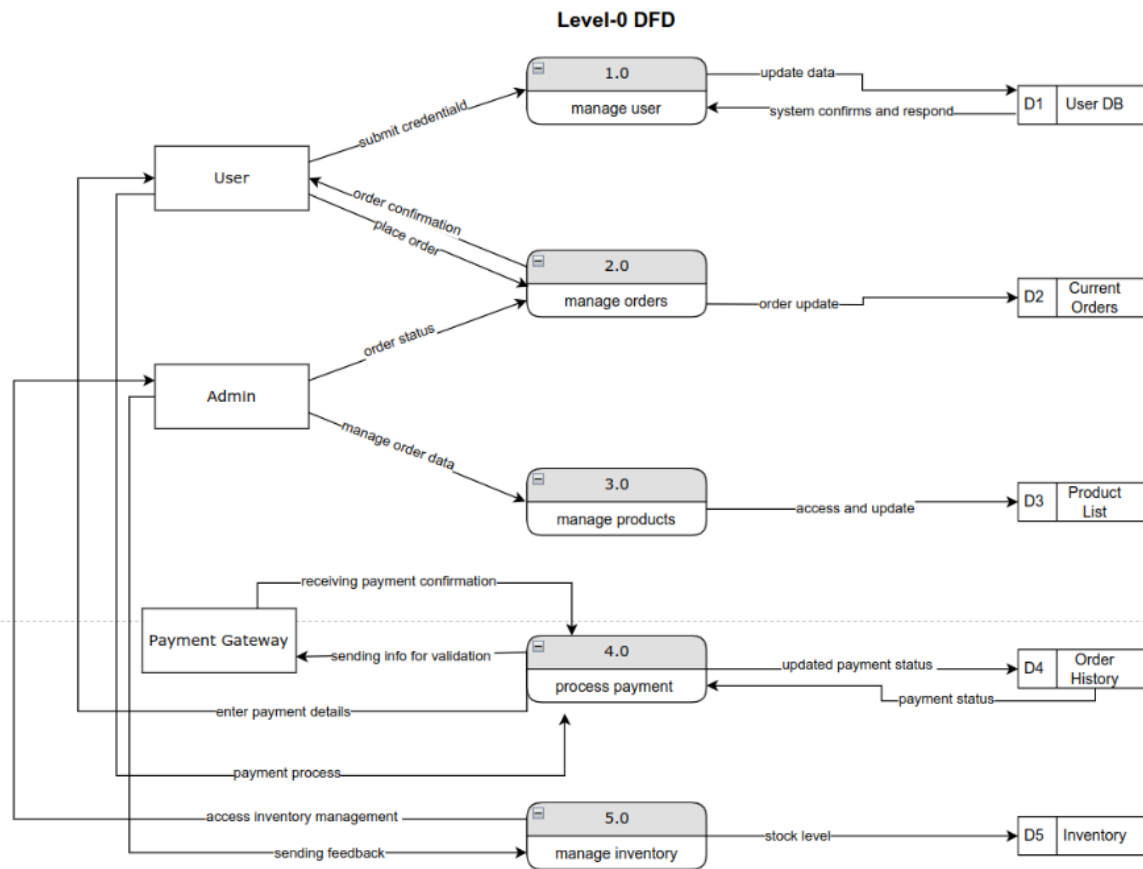 Level-0 DFD
1.0
manage user
update data
system confirms and respond
D1
User DB
submit credentiald
User
order confirmation
place order
2.0
manage orders
order update
D2
Current
Orders
order status
Admin
manage order data
3.0
manage products
access and update
D3
Product
List
receiving payment confirmation
Payment Gateway
sending info for validation
4.0
process payment
updated payment status
D4
Order
History
payment status
enter payment details
payment process
access inventory management
5.0
manage inventory
stock level
D5
Inventory
sending feedback